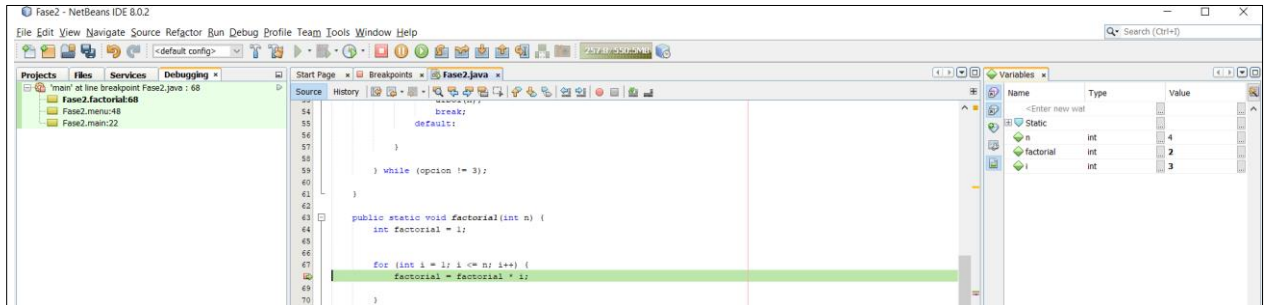 Fase2 - NetBeans IDE 8.0.2
File Edit View Navigate Source Refactor Run Debug Profile Team Tools Window Help
Search (Ctrl+I)
<default config>
Projects Files Services Debugging
'main' at line breakpoint Fase2.java : 68
Fase2.factorial:68
Fase2.menu:48
Fase2.main:22
Start Page Breakpoints Fase2.java
Source History
54 break;
55 default:
56
57 }
58
59 } while (opcion != 3);
60
61 }
62
63 public static void factorial(int n) {
64 int factorial = 1;
65
66
67 for (int i = 1; i <= n; i++) {
factorial = factorial * i;
69
70 }
Variables
Name Type Value
<Enter new wat
Static
n int 4
factorial int 2
i int 3